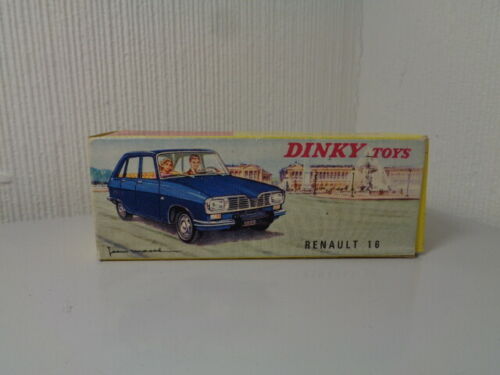 DINKY TOYS
RENAULT 16